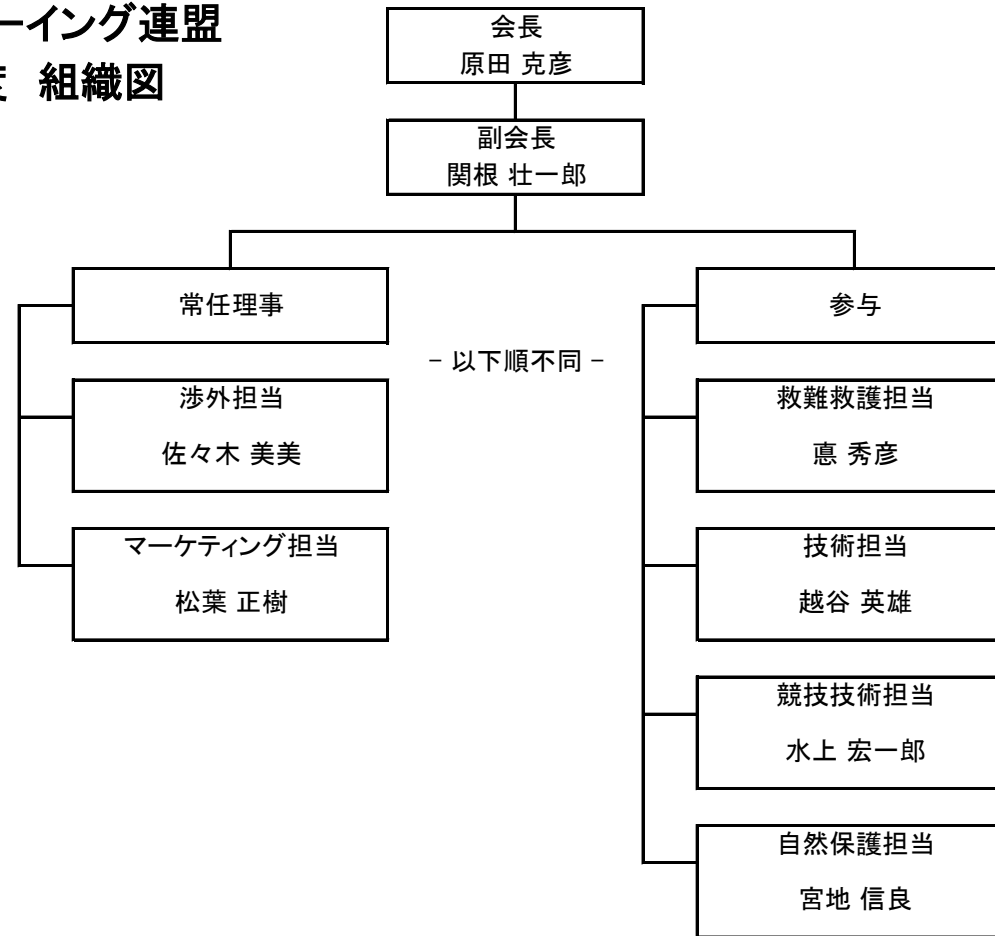 ーイング連盟
度 組織図
会長
原田 克彦
副会長
関根 壮一郎
常任理事
参与
– 以下順不同 –
渉外担当
佐々木 美美
救難救護担当
悳 秀彦
マーケティング担当
松葉 正樹
技術担当
越谷 英雄
競技技術担当
水上 宏一郎
自然保護担当
宮地 信良